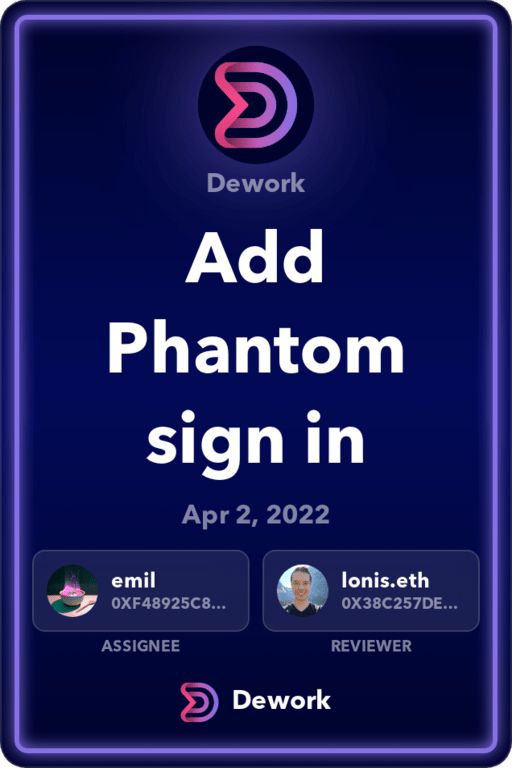 Dework
Add
Phantom
sign in
Apr 2, 2022
emil
0XF48925C8...
ASSIGNEE
lonis.eth
0X38C257DE...
REVIEWER
Dework